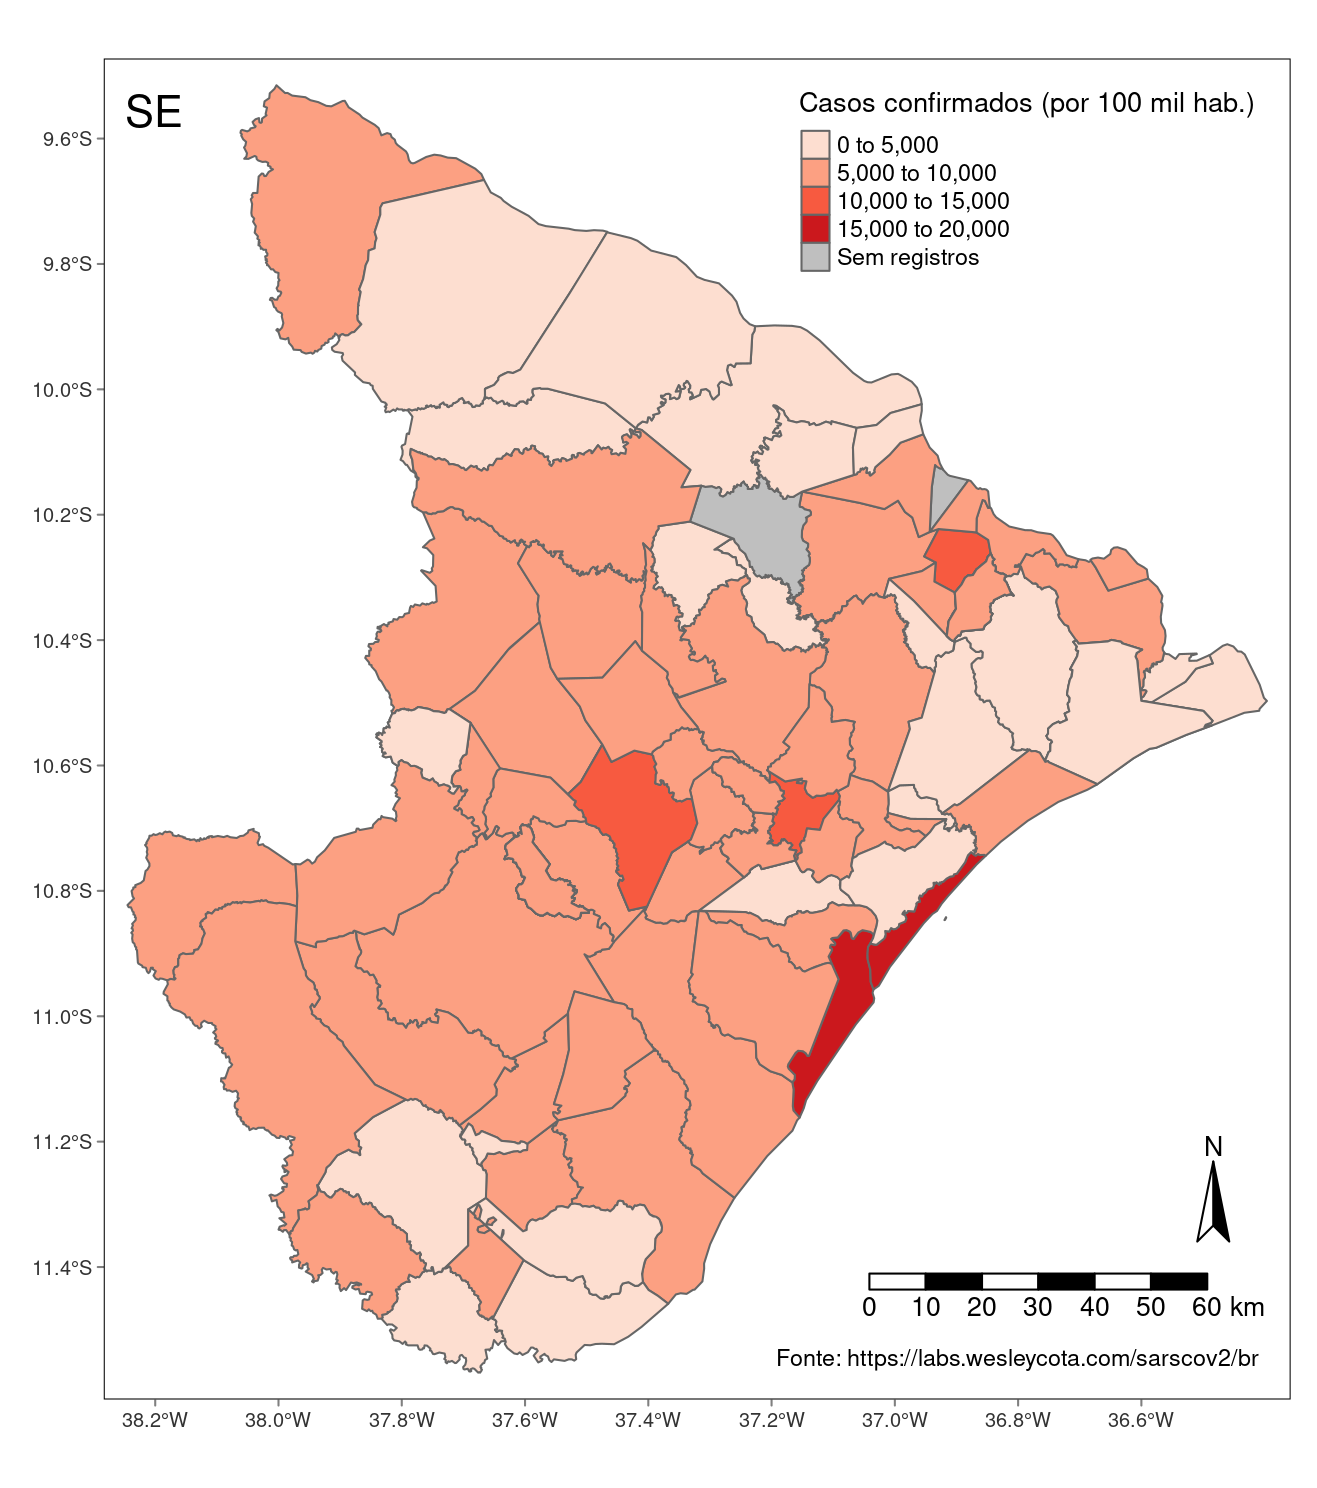 SE
Casos confirmados (por 100 mil hab.)
0 to 5,000
5,000 to 10,000
10,000 to 15,000
15,000 to 20,000
Sem registros
9.6°S
9.8°S
10.0°S
10.2°S
10.4°S
10.6°S
10.8°S
11.0°S
11.2°S
11.4°S
N
0 10 20 30 40 50 60 km
Fonte: https://labs.wesleycota.com/sarscov2/br
38.2°W 38.0°W 37.8°W 37.6°W 37.4°W 37.2°W 37.0°W 36.8°W 36.6°W